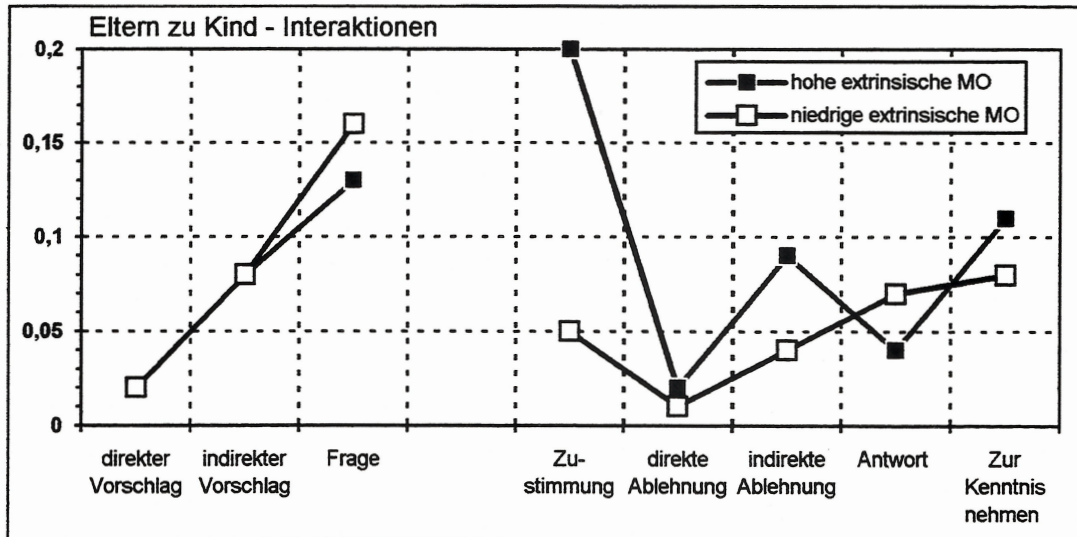 Eltern zu Kind - Interaktionen
0,2
0,15
0,1
0,05
0
hohe extrinsische MO
niedrige extrinsische MO
direkter
Vorschlag
indirekter
Vorschlag
Frage
Zu-
stimmung
direkte
Ablehnung
indirekte
Ablehnung
Antwort
Zur
Kenntnis
nehmen